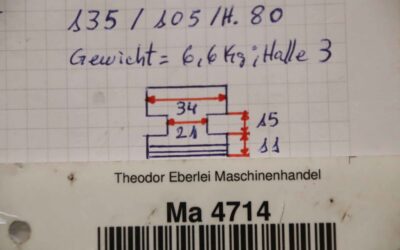 135 / 105 / H. 80
Gewicht = 6,6 Kg ; Halle 3
34
21
15
11
Theodor Eberlei Maschinenhandel
Ma 4714